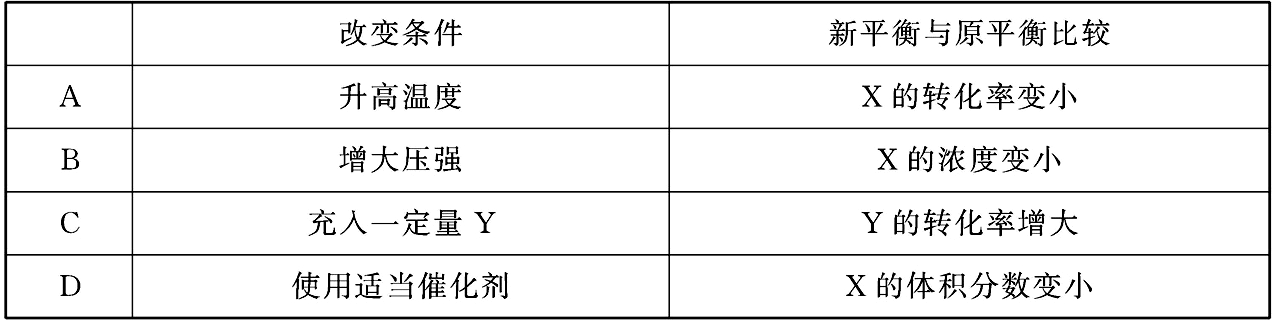 改变条件 新平衡与原平衡比较
A 升高温度 X 的转化率变小
B 增大压强 X 的浓度变小
C 充入一定量 Y Y 的转化率增大
D 使用适当催化剂 X 的体积分数变小